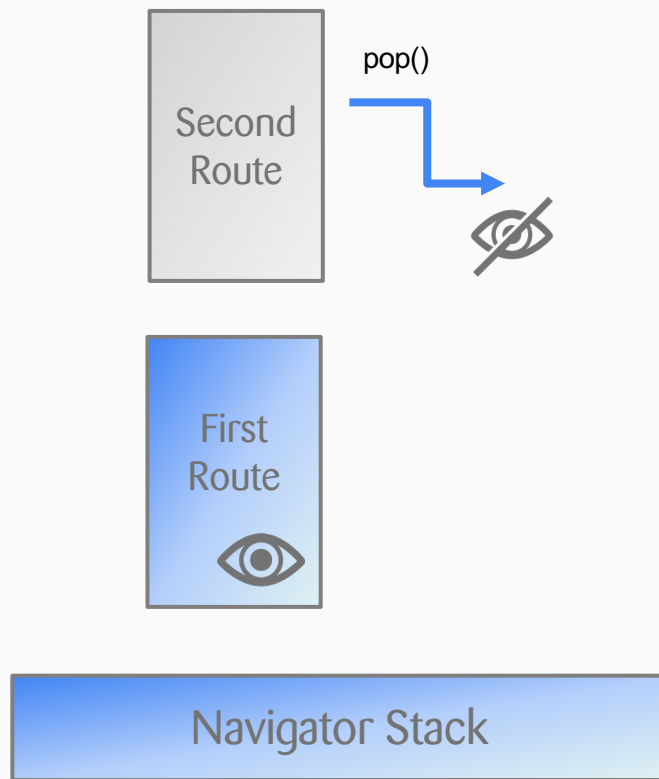 pop()
Second
Route
First
Route
Navigator Stack